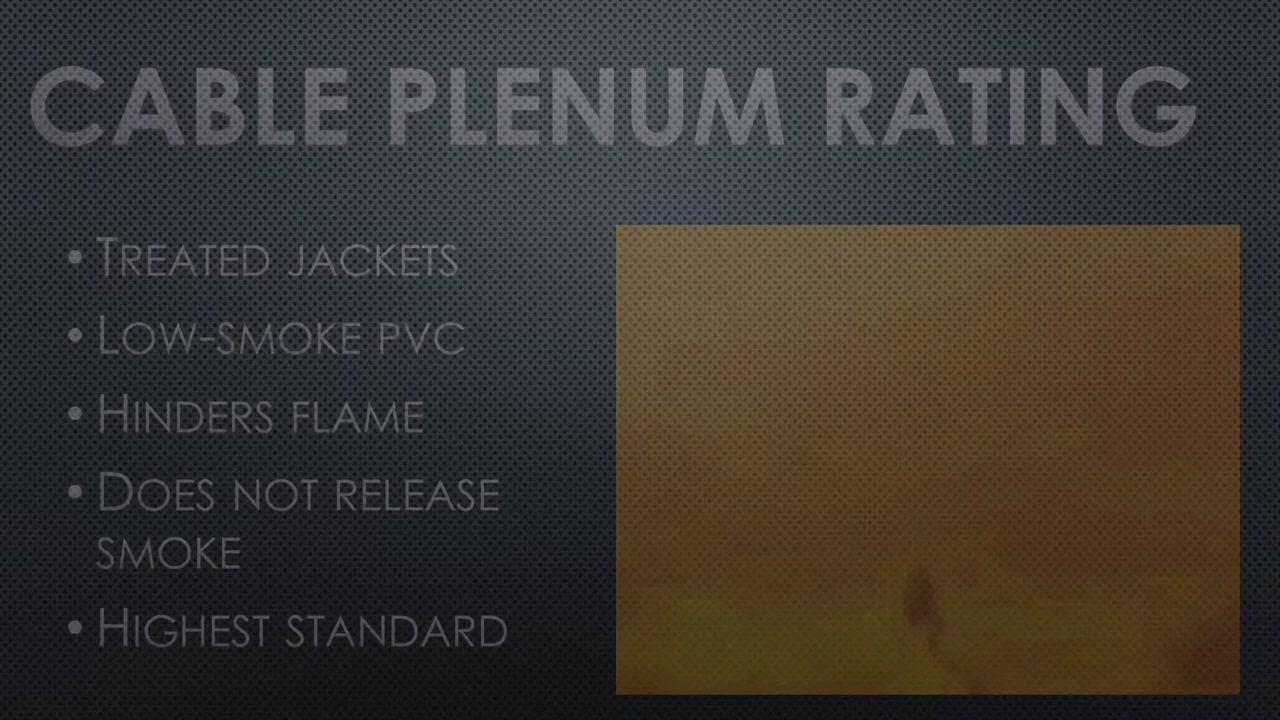 CABLE PLENUM RATING
• TREATED JACKETS
• LOW-SMOKE PVC
• HINDERS FLAME
• DOES NOT RELEASE
SMOKE
• HIGHEST STANDARD